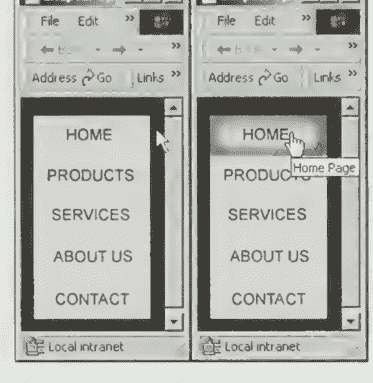 File Edit »
»
Address Go Links »
HOME
PRODUCTS
SERVICES
ABOUT US
CONTACT
Local intranet
File Edit »
»
Address Go Links »
HOME
Home Page
PRODUCTS
SERVICES
ABOUT US
CONTACT
Local intranet